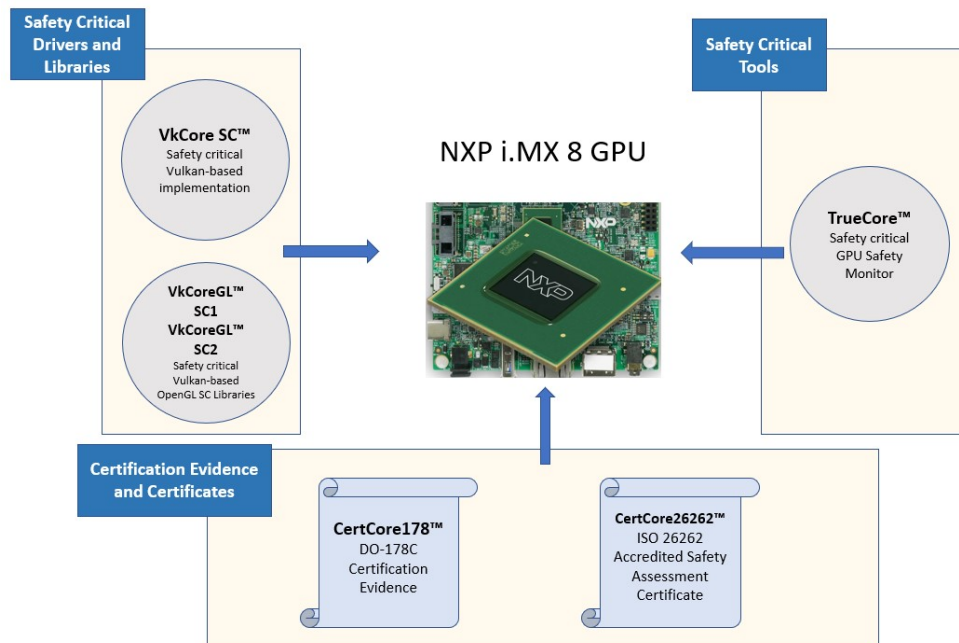 Safety Critical
Drivers and
Libraries
VkCore SC™
Safety critical
Vulkan-based
implementation
VkCoreGL™
SC1
VkCoreGL™
SC2
Safety critical
Vulkan-based
OpenGL SC Libraries
NXP i.MX 8 GPU
NXP
NXP
Safety Critical
Tools
TrueCore™
Safety critical
GPU Safety
Monitor
Certification Evidence
and Certificates
CertCore178™
DO-178C
Certification
Evidence
CertCore26262™
ISO 26262
Accredited Safety
Assessment
Certificate